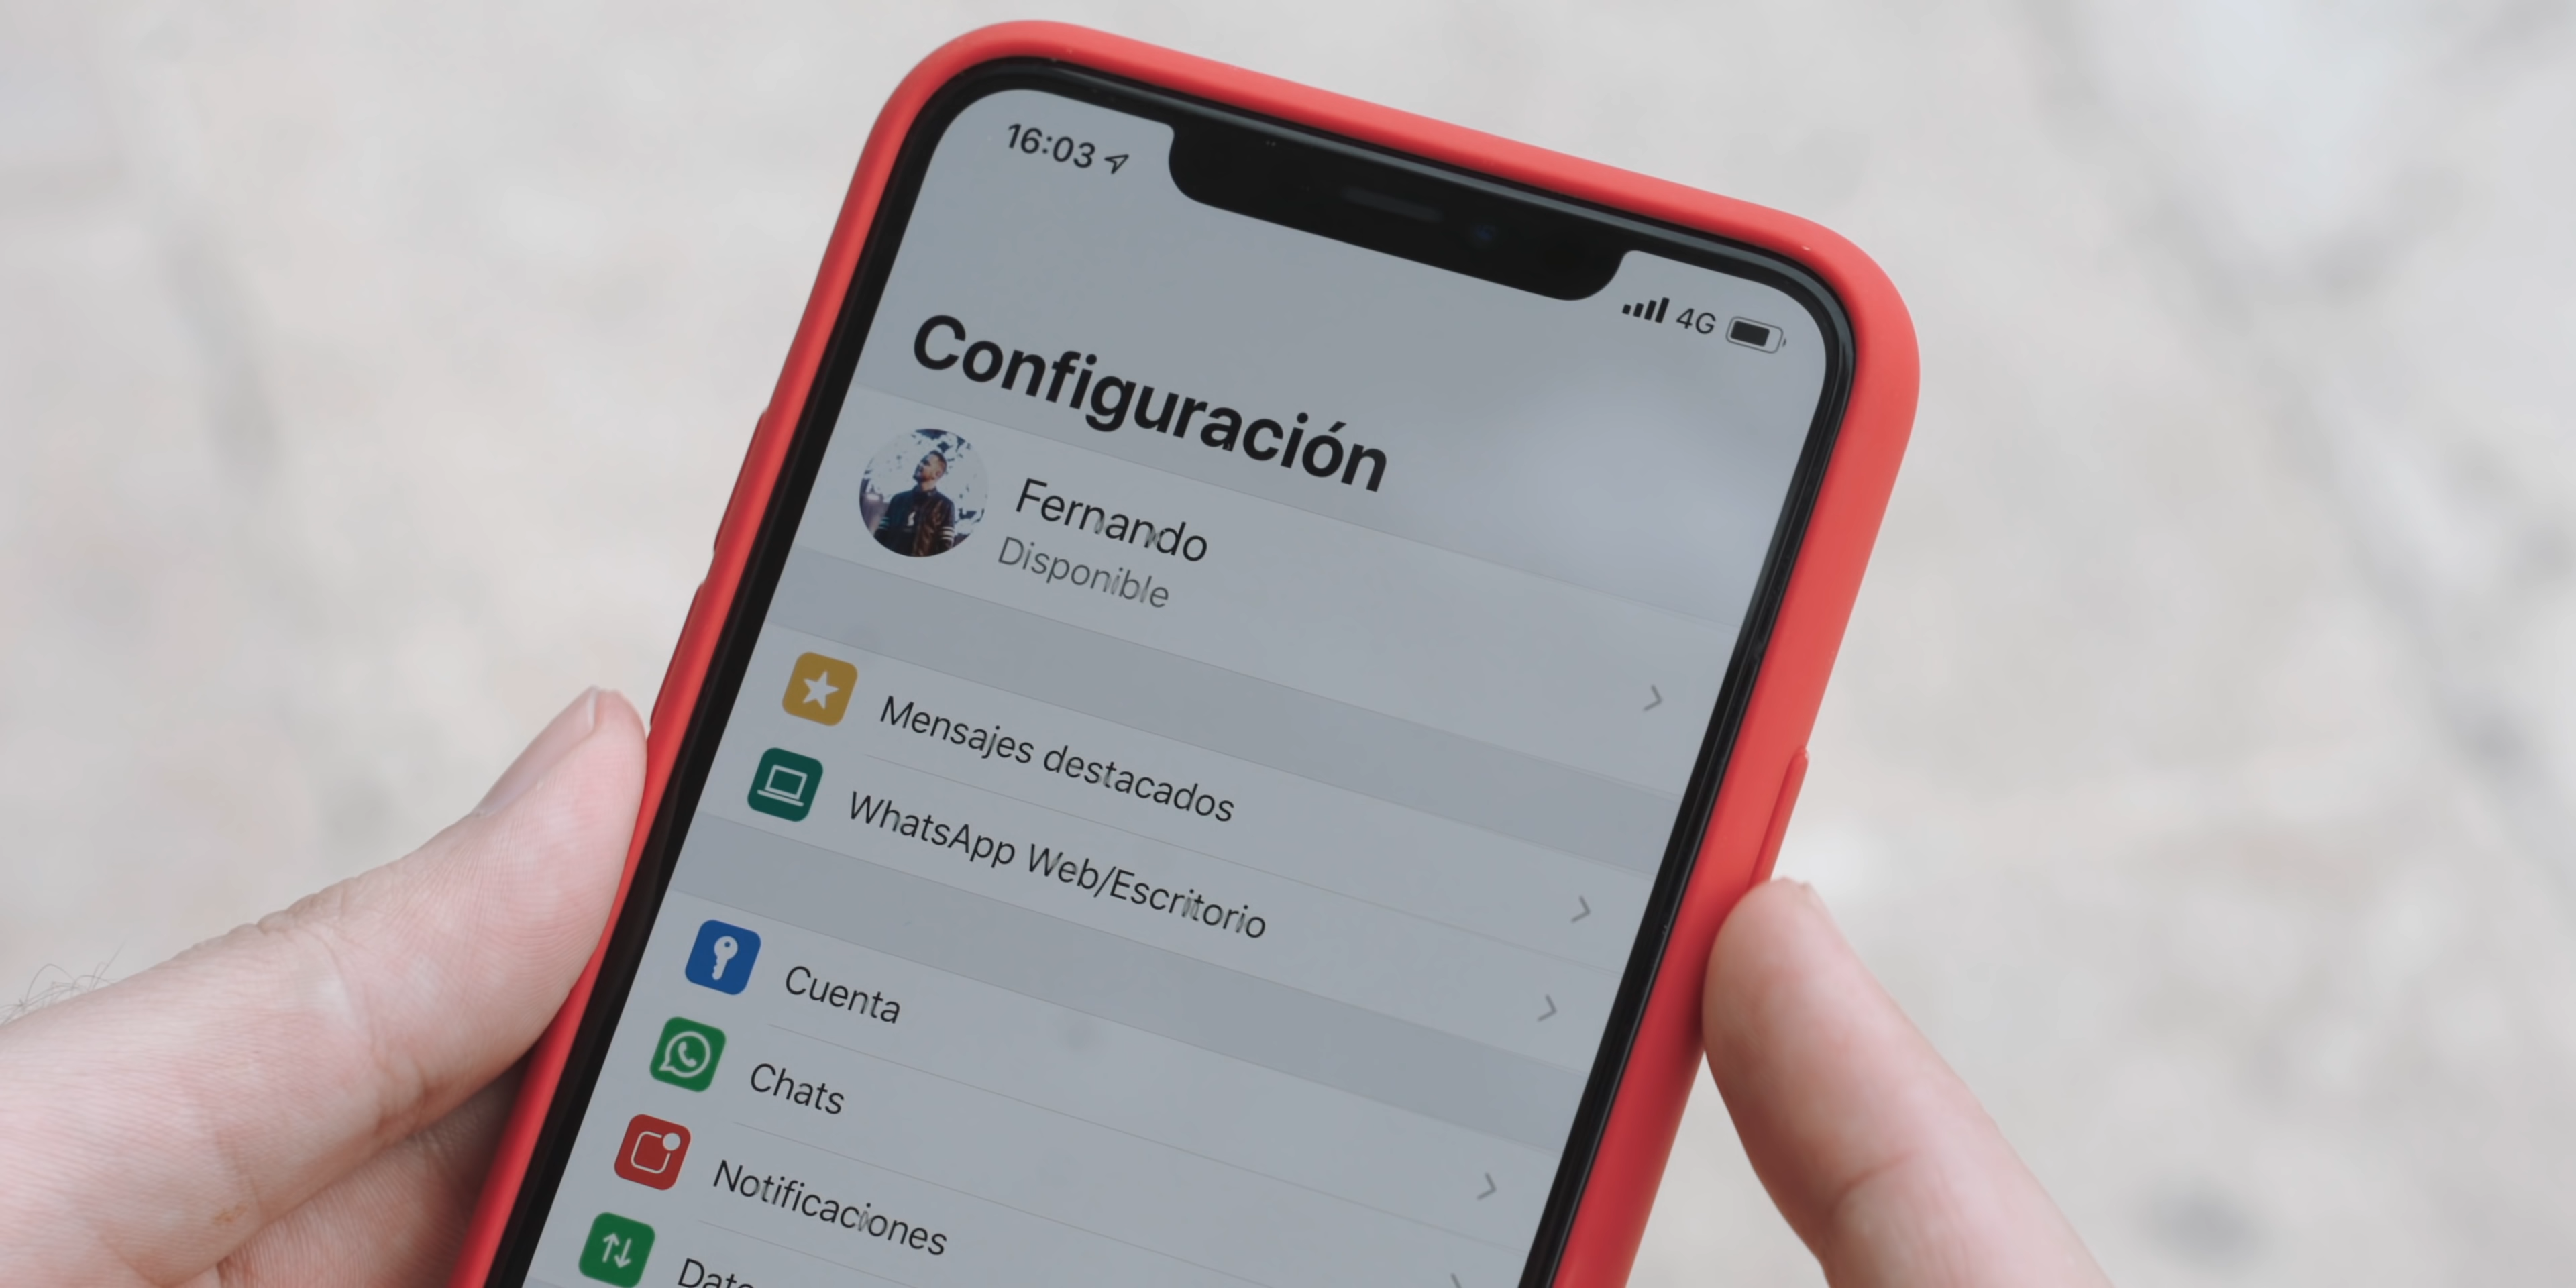 16:03
4G
Configuración
Fernando
Disponible
Mensajes destacados
WhatsApp Web/Escritorio
Cuenta
Chats
Notificaciones